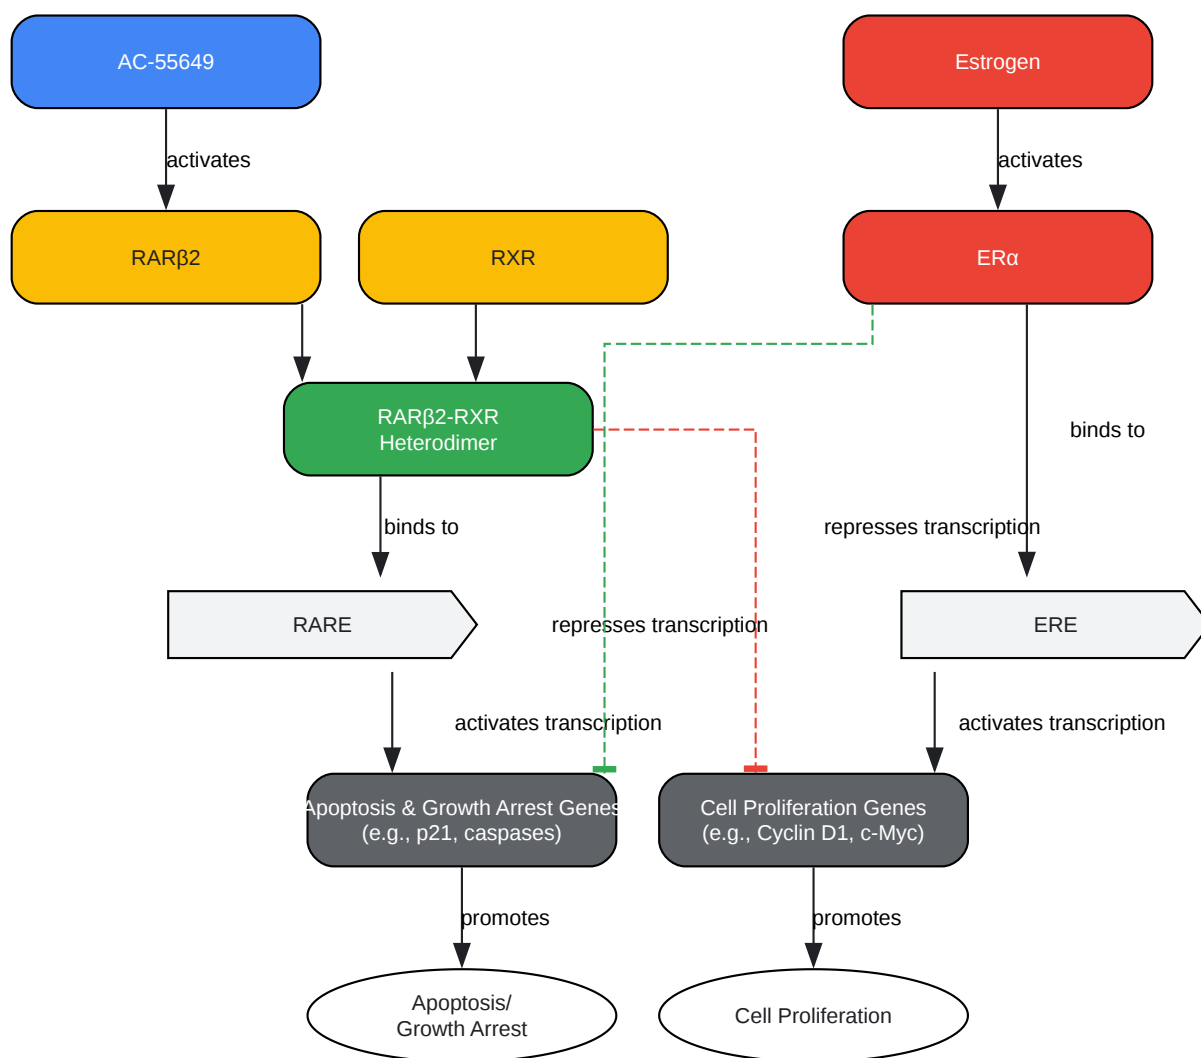 AC-55649
Estrogen
activates
activates
RARβ2
RXR
ERα
RARβ2-RXR
Heterodimer
binds to
binds to
represses transcription
RARE
represses transcription
ERE
activates transcription
activates transcription
Apoptosis & Growth Arrest Genes
(e.g., p21, caspases)
Cell Proliferation Genes
(e.g., Cyclin D1, c-Myc)
promotes
promotes
Apoptosis/
Growth Arrest
Cell Proliferation